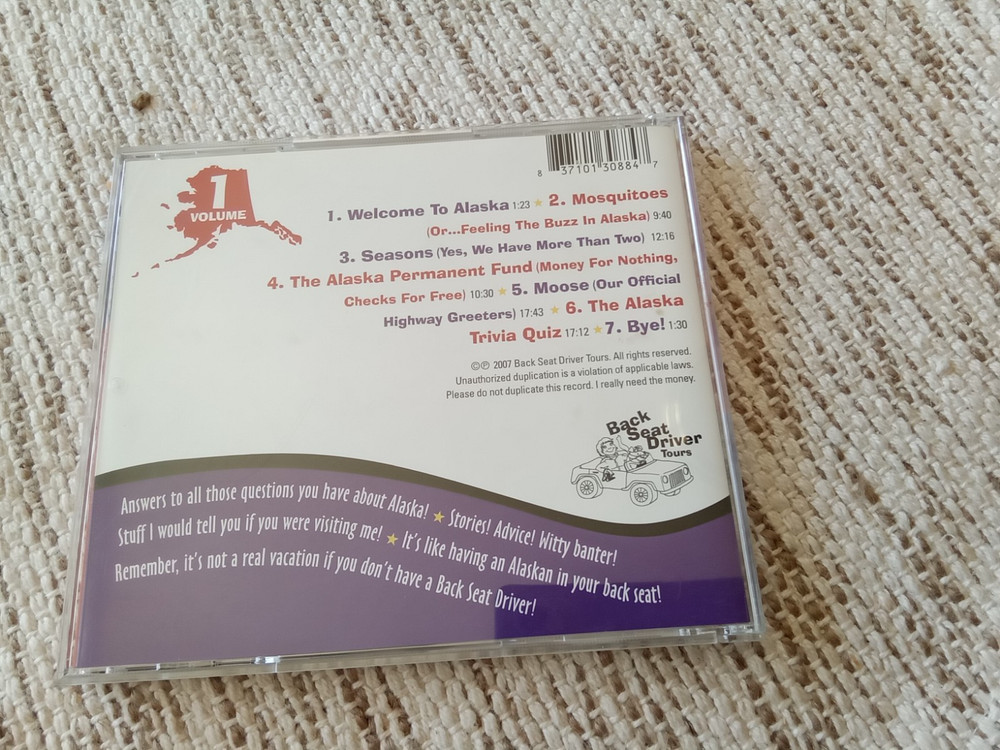 1
VOLUME
8 37101 30884 7
1. Welcome To Alaska 1:23 ★ 2. Mosquitoes
(Or...Feeling The Buzz In Alaska) 9:40
3. Seasons (Yes, We Have More Than Two) 12:16
4. The Alaska Permanent Fund (Money For Nothing,
Checks For Free) 10:30 ★ 5. Moose (Our Official
Highway Greeters) 17:43 ★ 6. The Alaska
Trivia Quiz 17:12 ★ 7. Bye! 1:30
©℗ 2007 Back Seat Driver Tours. All rights reserved.
Unauthorized duplication is a violation of applicable laws.
Please do not duplicate this record. I really need the money.
Back
Seat
Driver
Tours
Answers to all those questions you have about Alaska! ★ Stories! Advice! Witty banter!
Stuff I would tell you if you were visiting me! ★ It's like having an Alaskan in your back seat!
Remember, it's not a real vacation if you don't have a Back Seat Driver!